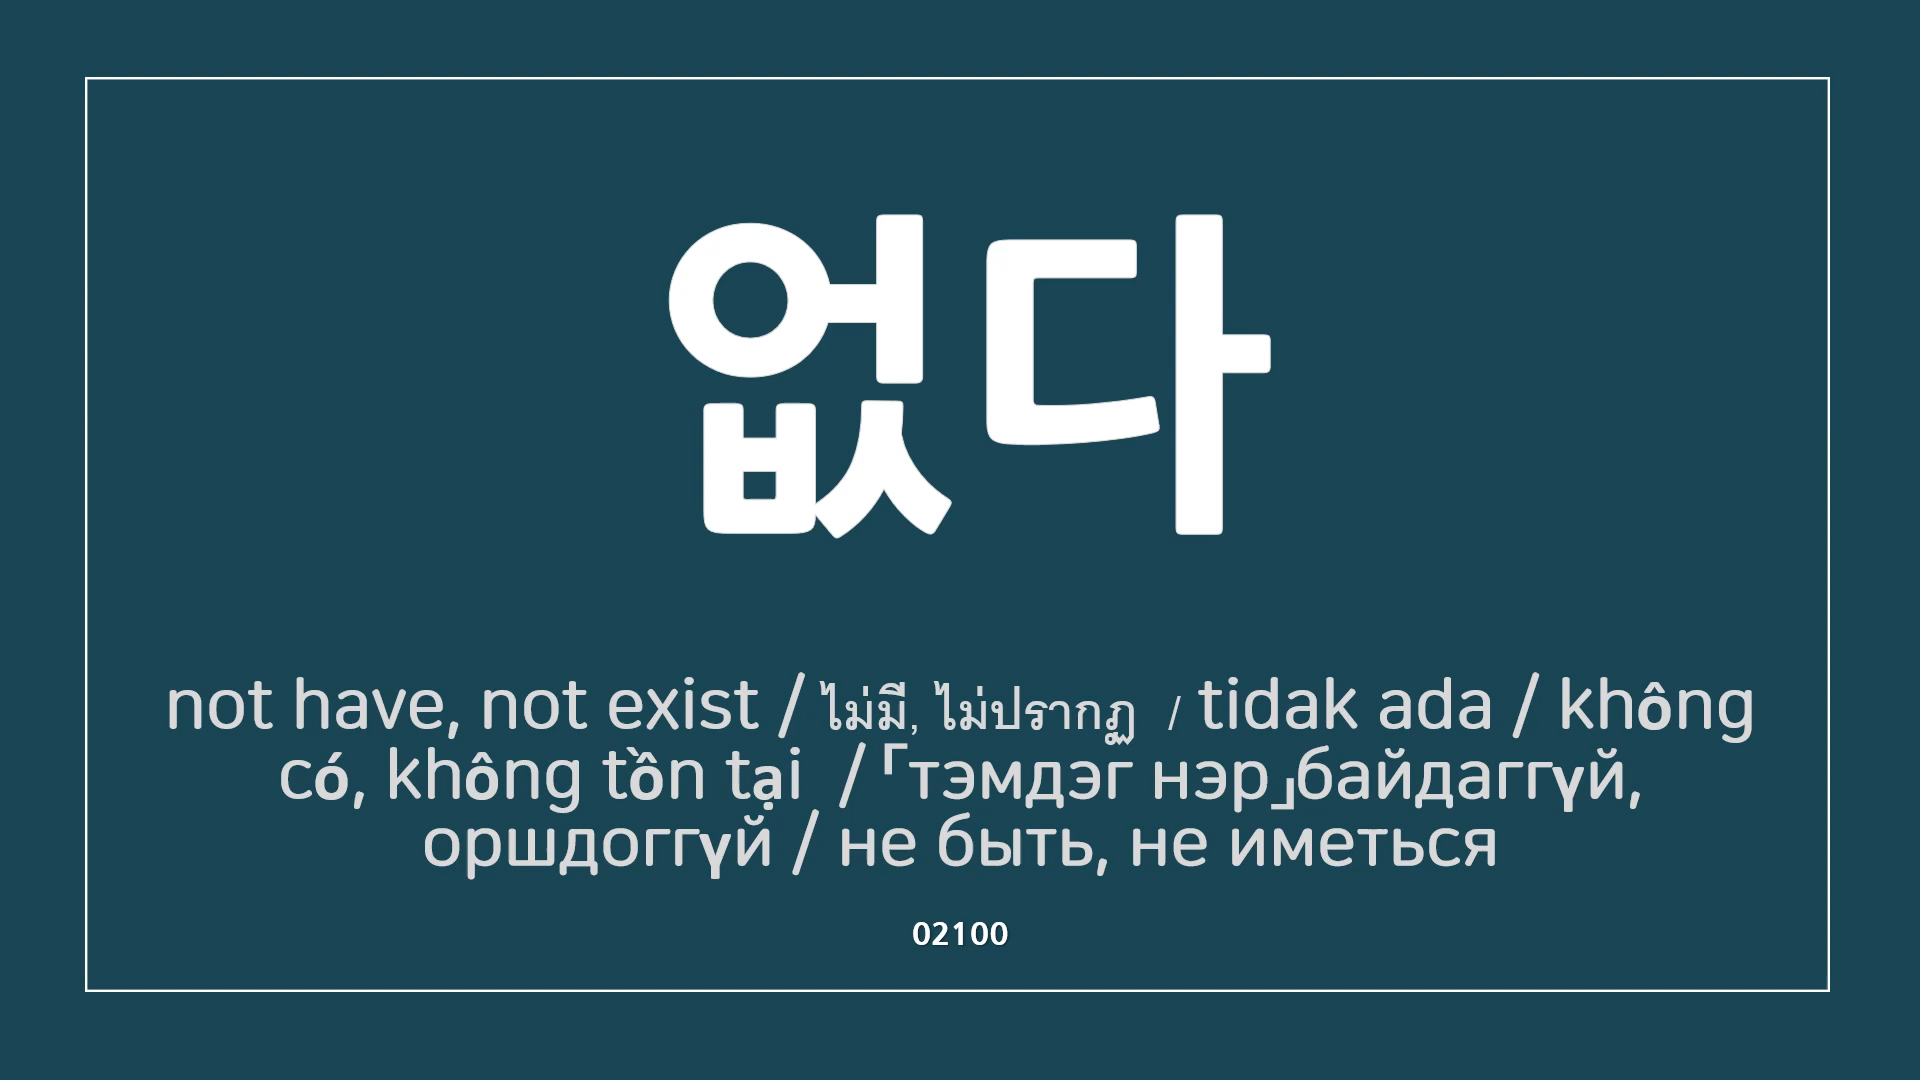 없다
not have, not exist / ไม่มี, ไม่ปรากฏ / tidak ada / không
có, không tồn tại / ｢тэмдэг нэр｣байдаггүй,
оршдоггүй / не быть, не иметься
02100